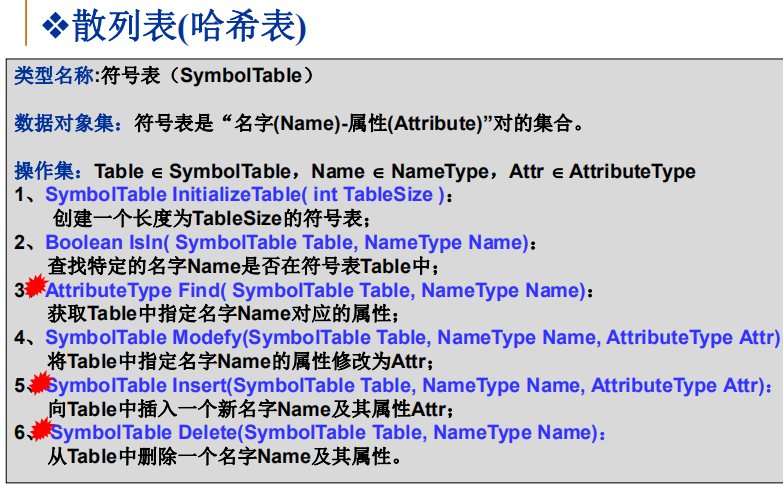 ❖散列表(哈希表)
类型名称:符号表（SymbolTable）
数据对象集：符号表是“名字(Name)-属性(Attribute)”对的集合。
操作集：Table ∈ SymbolTable，Name ∈ NameType，Attr ∈ AttributeType
1、SymbolTable InitializeTable( int TableSize )：
创建一个长度为TableSize的符号表；
2、Boolean IsIn( SymbolTable Table, NameType Name)：
查找特定的名字Name是否在符号表Table中；
3、AttributeType Find( SymbolTable Table, NameType Name)：
获取Table中指定名字Name对应的属性；
4、SymbolTable Modefy(SymbolTable Table, NameType Name, AttributeType Attr)
将Table中指定名字Name的属性修改为Attr；
5、SymbolTable Insert(SymbolTable Table, NameType Name, AttributeType Attr)：
向Table中插入一个新名字Name及其属性Attr；
6、SymbolTable Delete(SymbolTable Table, NameType Name)：
从Table中删除一个名字Name及其属性。